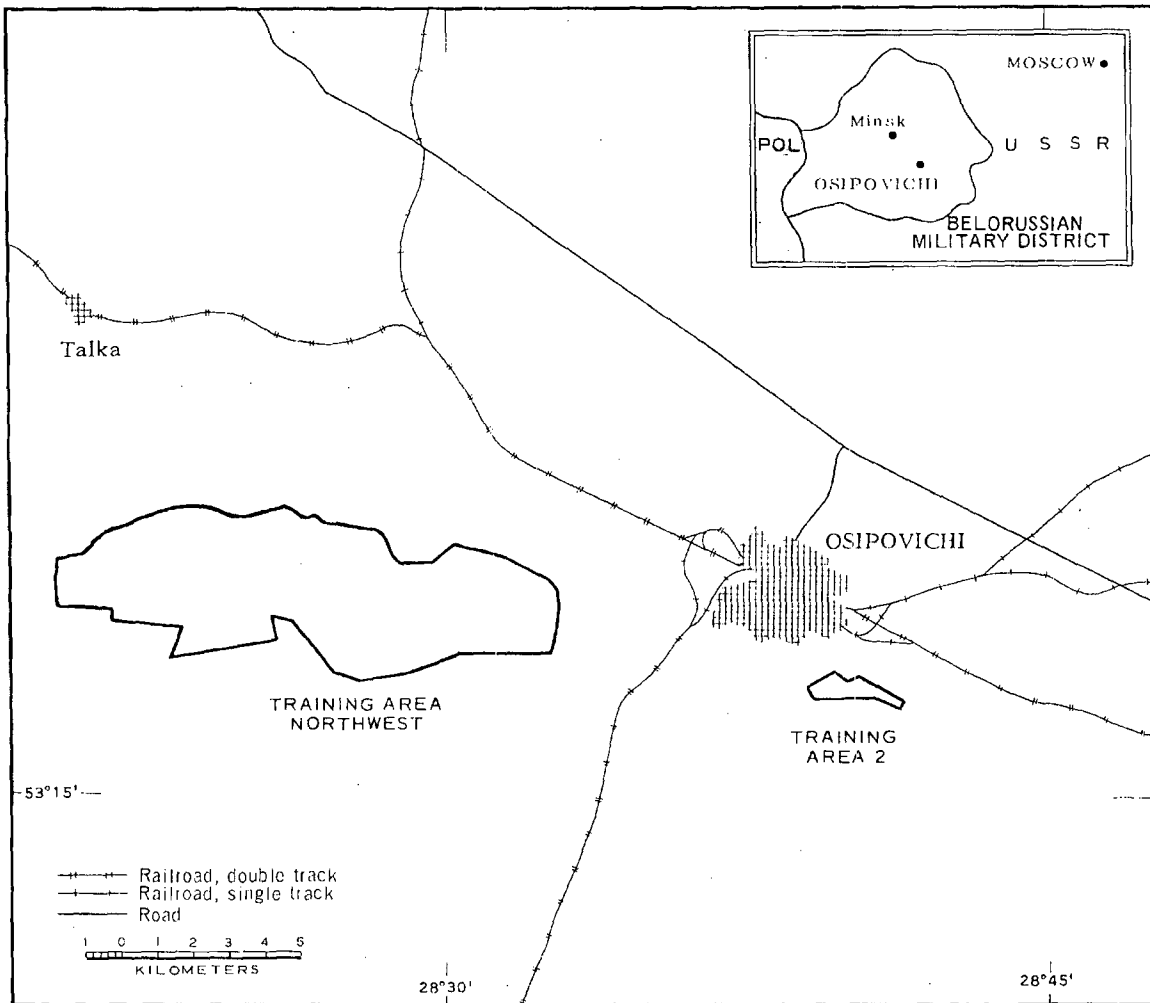 MOSCOW
Minsk
POL
U S S R
OSIPOVICHI
BELORUSSIAN
MILITARY DISTRICT
Talka
OSIPOVICHI
TRAINING AREA
NORTHWEST
TRAINING
AREA 2
53°15'
Railroad, double track
Railroad, single track
Road
1 0 1 2 3 4 5
KILOMETERS
28°30'
28°45'